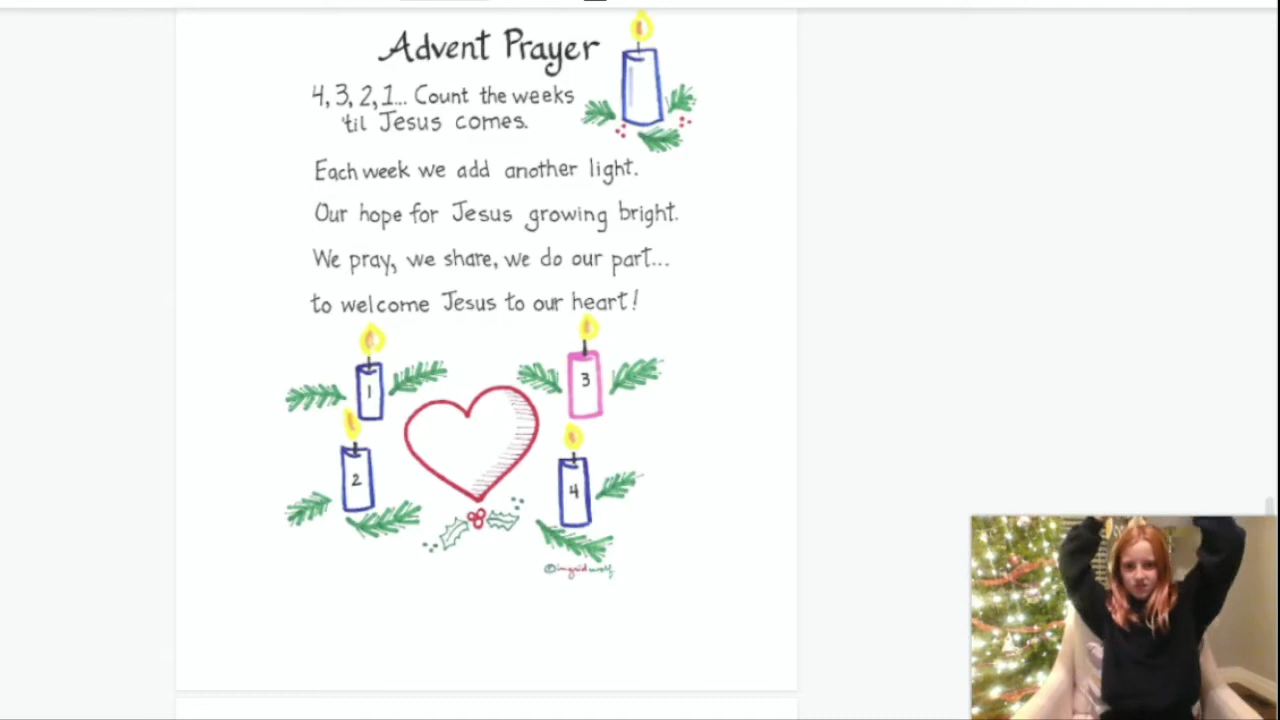 Advent Prayer
4, 3, 2, 1... Count the weeks
'til Jesus comes.
Each week we add another light.
Our hope for Jesus growing bright.
We pray, we share, we do our part...
to welcome Jesus to our heart!
1
3
2
4
©ingridwolf